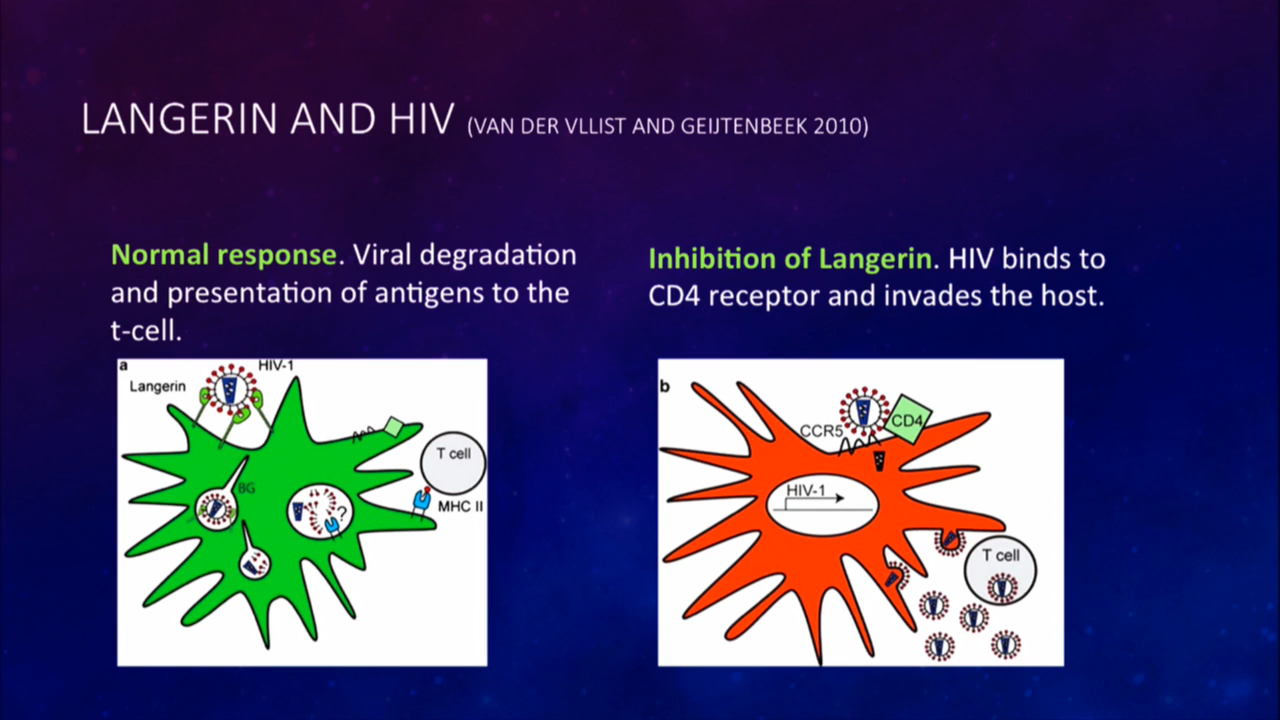 LANGERIN AND HIV (VAN DER VLLIST AND GEIJTENBEEK 2010)
Normal response. Viral degradation
and presentation of antigens to the
t-cell.
Inhibition of Langerin. HIV binds to
CD4 receptor and invades the host.
a
HIV-1
Langerin
T cell
BG
MHC II
?
b
CD4
CCR5
HIV-1
T cell